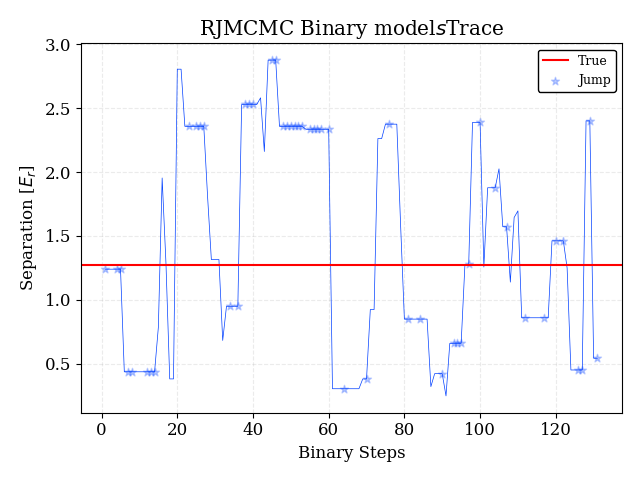 RJMCMC Binary modelsTrace
3.0
2.5
2.0
1.5
1.0
0.5
Separation [E_r]
True
Jump
0 20 40 60 80 100 120
Binary Steps